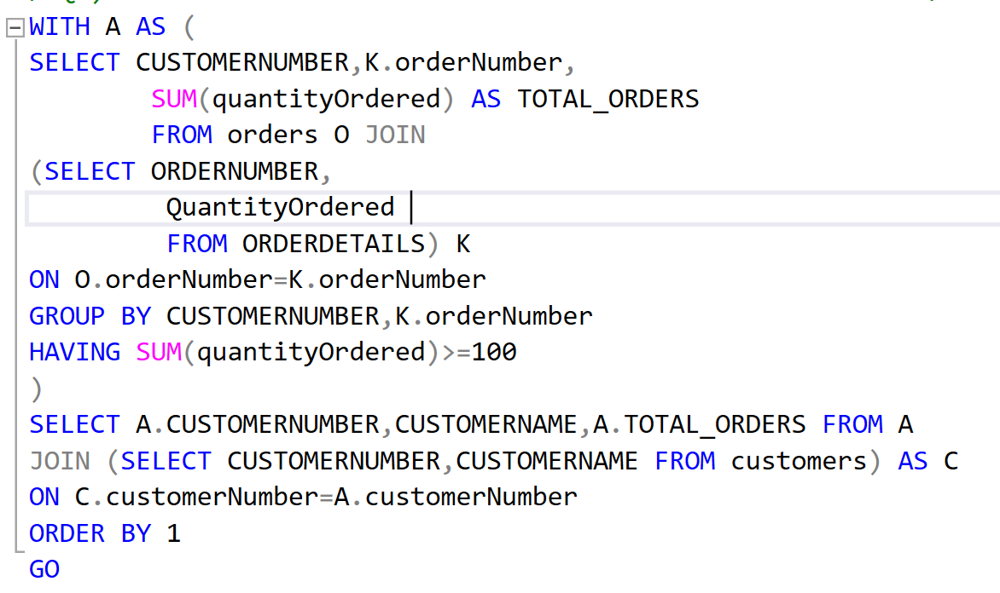 WITH A AS (
SELECT CUSTOMERNUMBER,K.orderNumber,
SUM(quantityOrdered) AS TOTAL_ORDERS
FROM orders O JOIN
(SELECT ORDERNUMBER,
QuantityOrdered
FROM ORDERDETAILS) K
ON O.orderNumber=K.orderNumber
GROUP BY CUSTOMERNUMBER,K.orderNumber
HAVING SUM(quantityOrdered)>=100
)
SELECT A.CUSTOMERNUMBER,CUSTOMERNAME,A.TOTAL_ORDERS FROM A
JOIN (SELECT CUSTOMERNUMBER,CUSTOMERNAME FROM customers) AS C
ON C.customerNumber=A.customerNumber
ORDER BY 1
GO